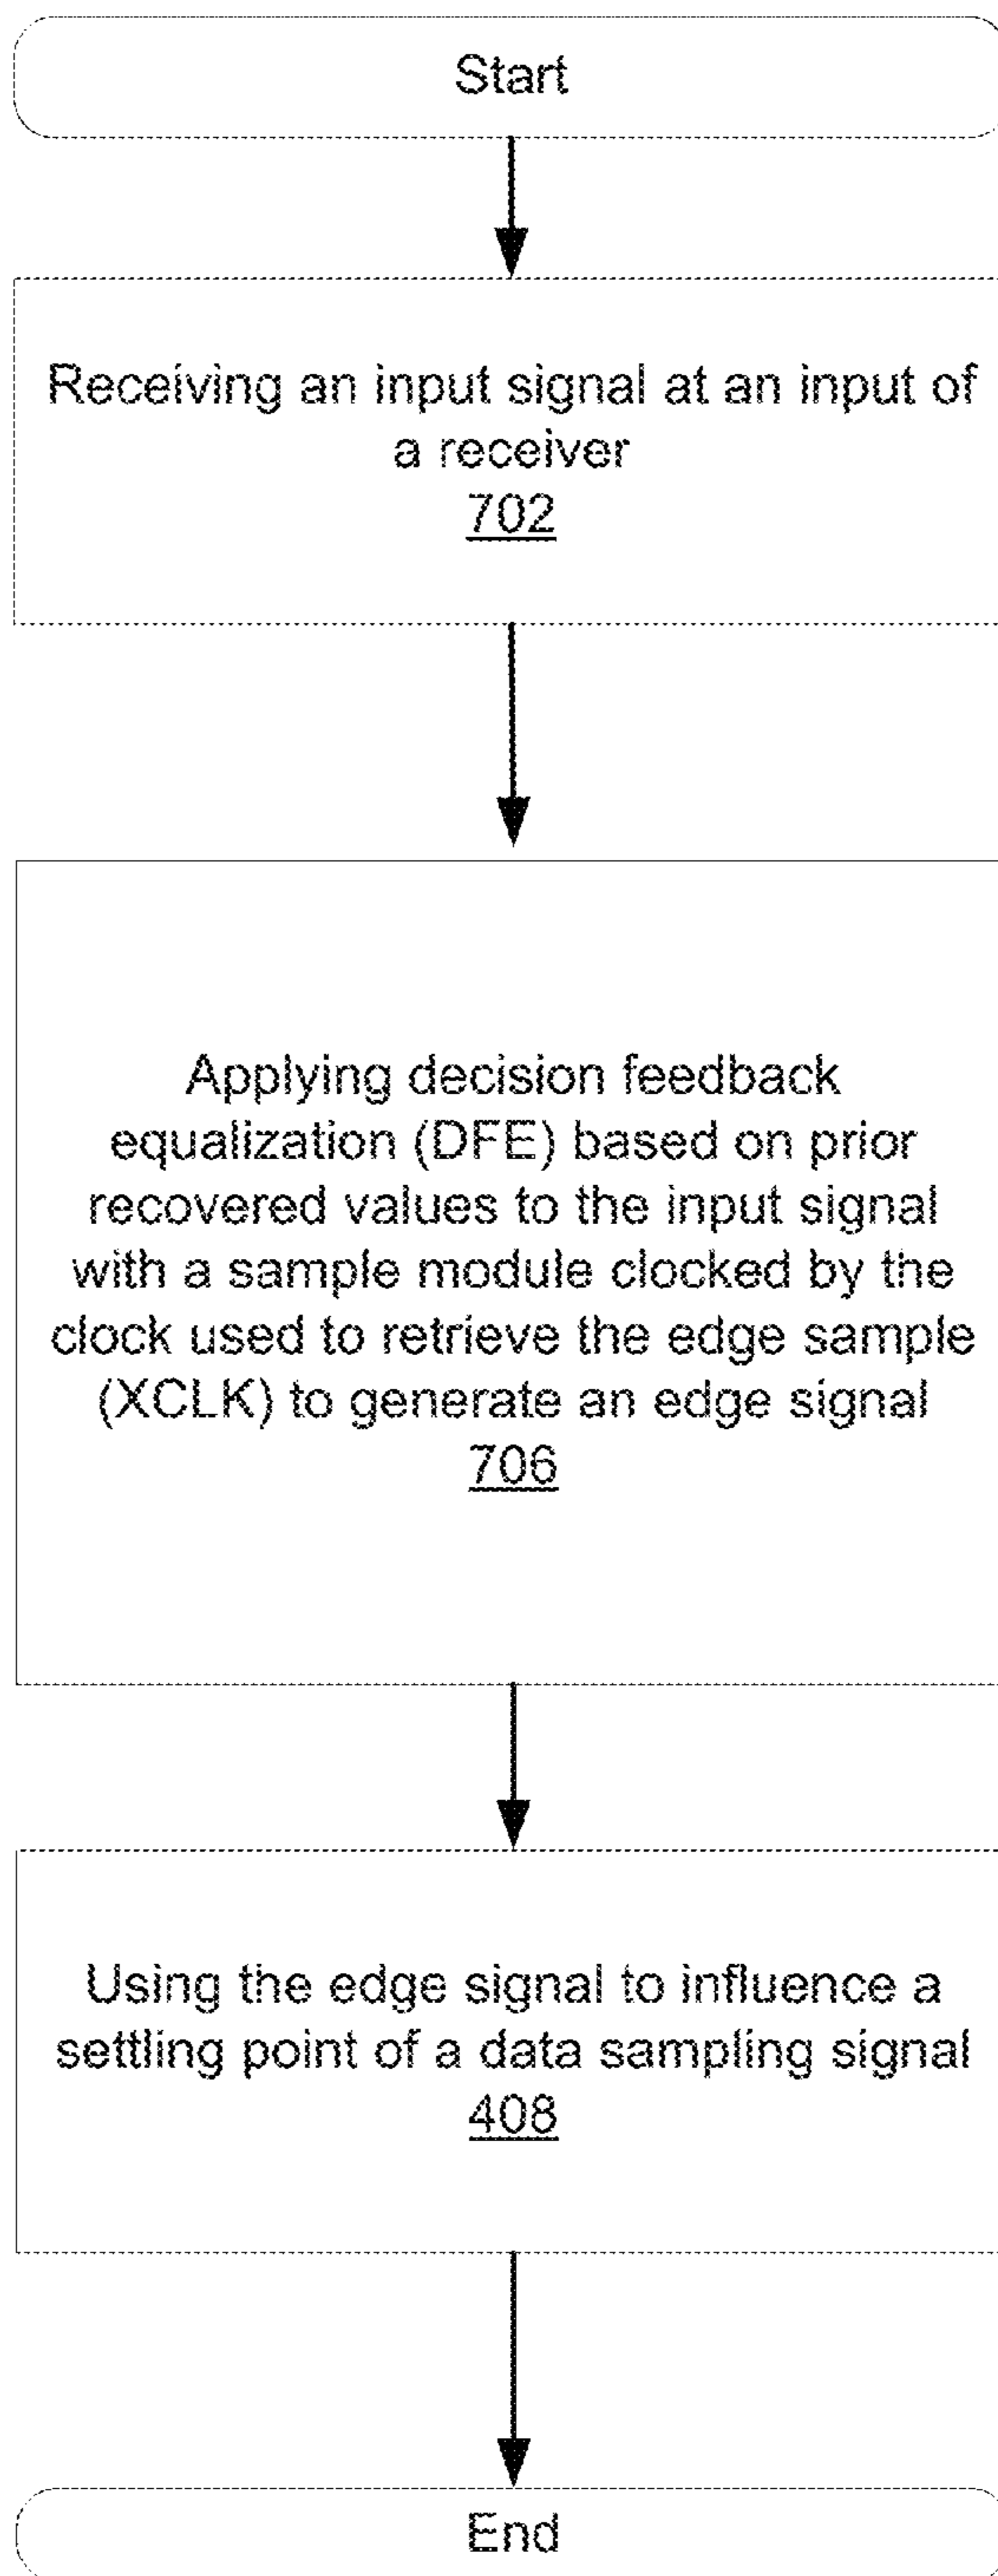 Start
Receiving an input signal at an input of
a receiver
702
Applying decision feedback
equalization (DFE) based on prior
recovered values to the input signal
with a sample module clocked by the
clock used to retrieve the edge sample
(XCLK) to generate an edge signal
706
Using the edge signal to influence a
settling point of a data sampling signal
408
End